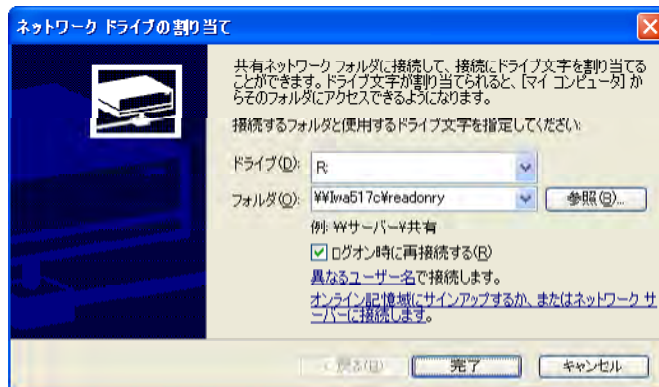 ネットワーク ドライブの割り当て
共有ネットワーク フォルダに接続して、接続にドライブ文字を割り当てる
ことができます。ドライブ文字が割り当てられると、[マイ コンピュータ] か
らそのフォルダにアクセスできるようになります。
接続するフォルダと使用するドライブ文字を指定してください:
ドライブ(D): R:
フォルダ(O): ¥¥Iwa517c¥readonry 参照(B)...
例: ¥¥サーバー¥共有
ログオン時に再接続する(R)
異なるユーザー名で接続します。
オンライン記憶域にサインアップするか、またはネットワーク サ
ーバーに接続します。
< 戻る(B) 完了 キャンセル